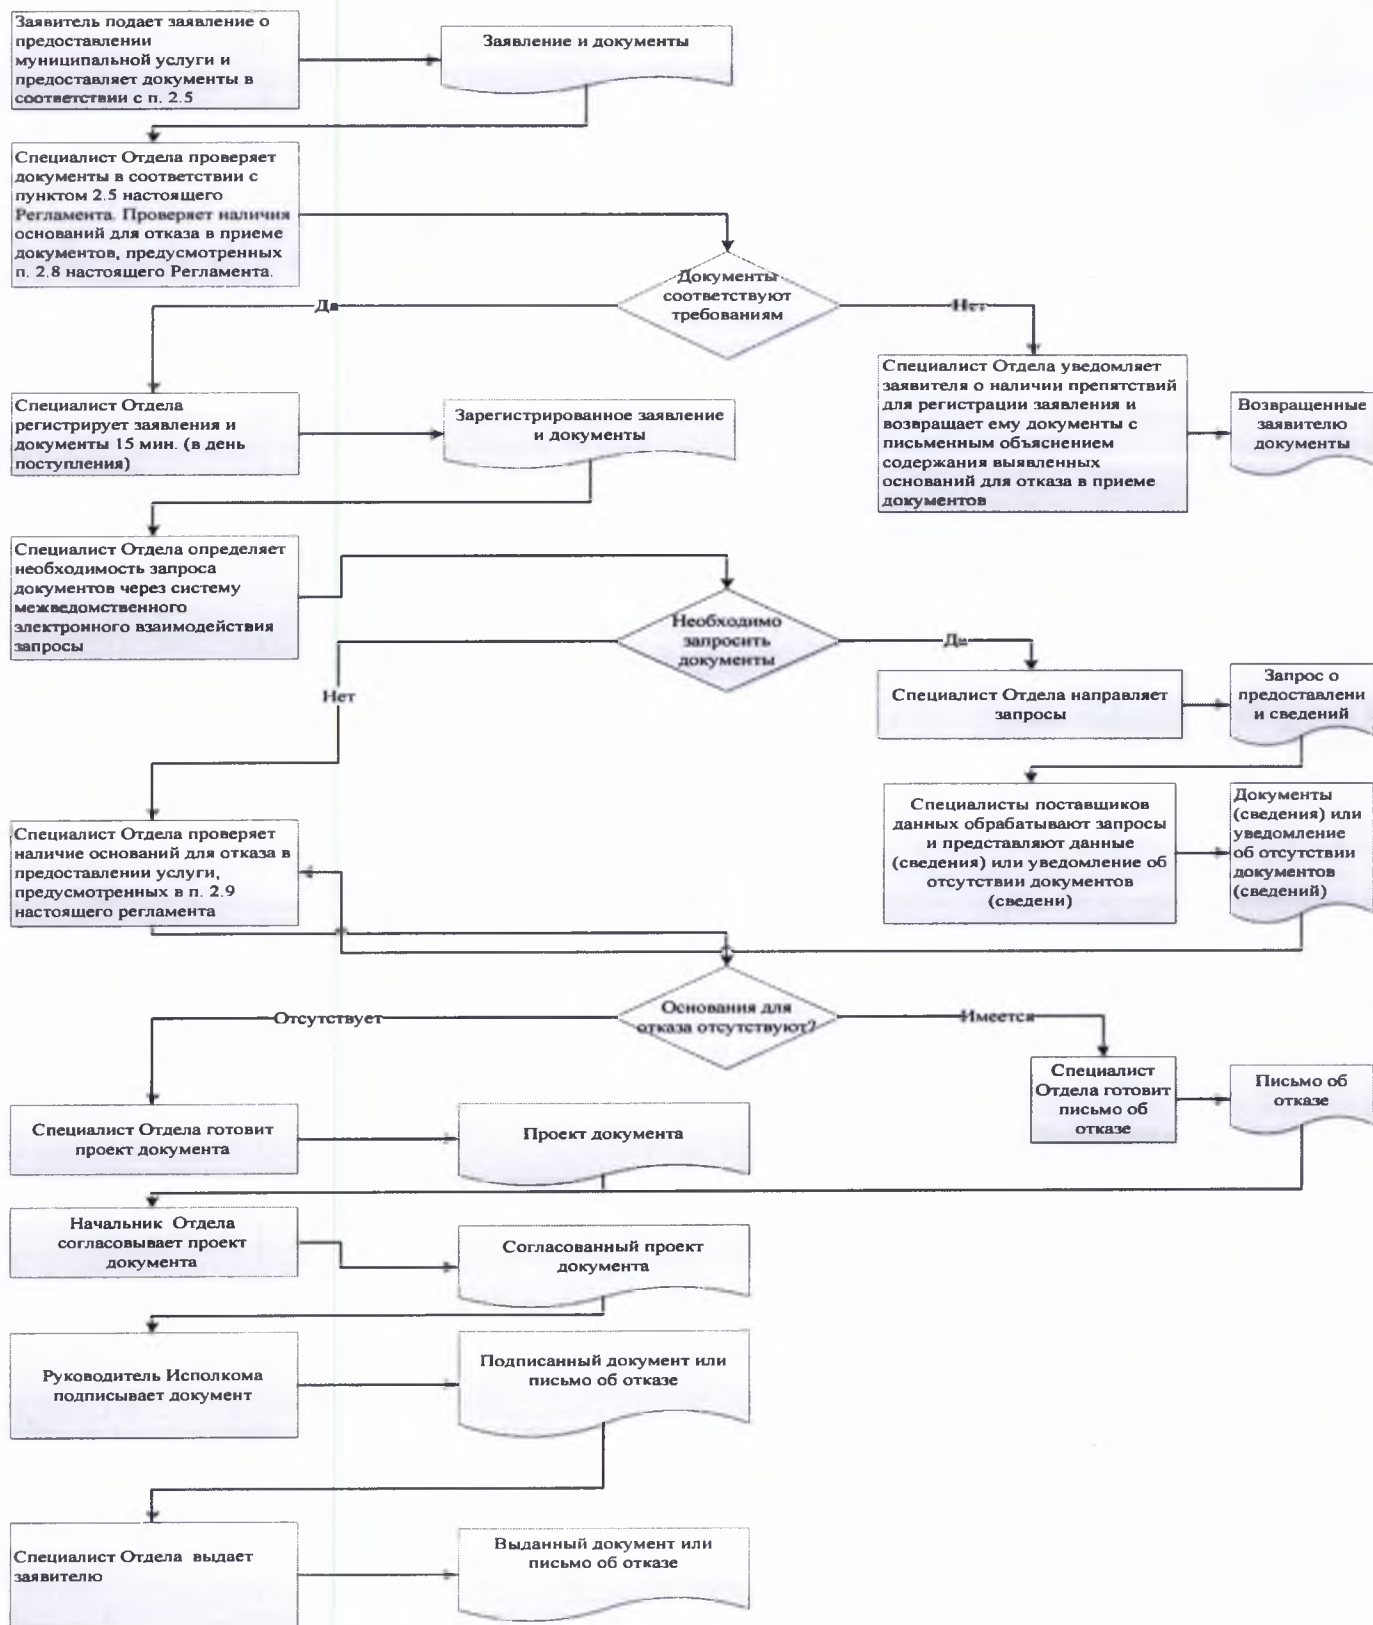 Заявитель подает заявление о
предоставлении
муниципальной услуги и
предоставляет документы в
соответствии с п. 2.5
Заявление и документы
Специалист Отдела проверяет
документы в соответствии с
пунктом 2.5 настоящего
Регламента. Проверяет наличия
оснований для отказа в приеме
документов, предусмотренных
п. 2.8 настоящего Регламента.
Документы
соответствуют
требованиям
Да
Нет
Специалист Отдела
регистрирует заявления и
документы 15 мин. (в день
поступления)
Зарегистрированное заявление
и документы
Специалист Отдела уведомляет
заявителя о наличии препятствий
для регистрации заявления и
возвращает ему документы с
письменным объяснением
содержания выявленных
оснований для отказа в приеме
документов
Возвращенные
заявителю
документы
Специалист Отдела определяет
необходимость запроса
документов через систему
межведомственного
электронного взаимодействия
запросы
Необходимо
запросить
документы
Да
Нет
Специалист Отдела направляет
запросы
Запрос о
предоставлени
и сведений
Специалисты поставщиков
данных обрабатывают запросы
и представляют данные
(сведения) или уведомление об
отсутствии документов
(сведени)
Документы
(сведения) или
уведомление
об отсутствии
документов
(сведений)
Специалист Отдела проверяет
наличие оснований для отказа в
предоставлении услуги,
предусмотренных в п. 2.9
настоящего регламента
Основания для
отказа отсутствуют?
Отсутствует
Имеется
Специалист
Отдела готовит
письмо об
отказе
Письмо об
отказе
Специалист Отдела готовит
проект документа
Проект документа
Начальник Отдела
согласовывает проект
документа
Согласованный проект
документа
Руководитель Исполкома
подписывает документ
Подписанный документ или
письмо об отказе
Специалист Отдела выдает
заявителю
Выданный документ или
письмо об отказе